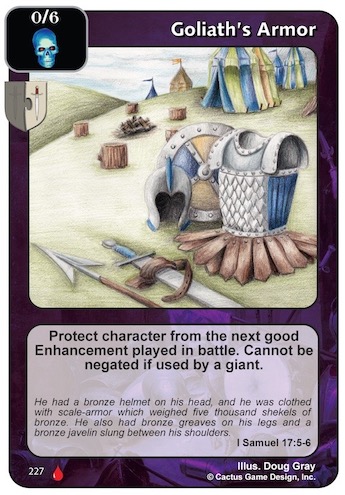 0/6
Goliath's Armor
Protect character from the next good
Enhancement played in battle. Cannot be
negated if used by a giant.
He had a bronze helmet on his head, and he was clothed
with scale-armor which weighed five thousand shekels of
bronze. He also had bronze greaves on his legs and a
bronze javelin slung between his shoulders.
I Samuel 17:5-6
Illus. Doug Gray
227
© Cactus Game Design, Inc.